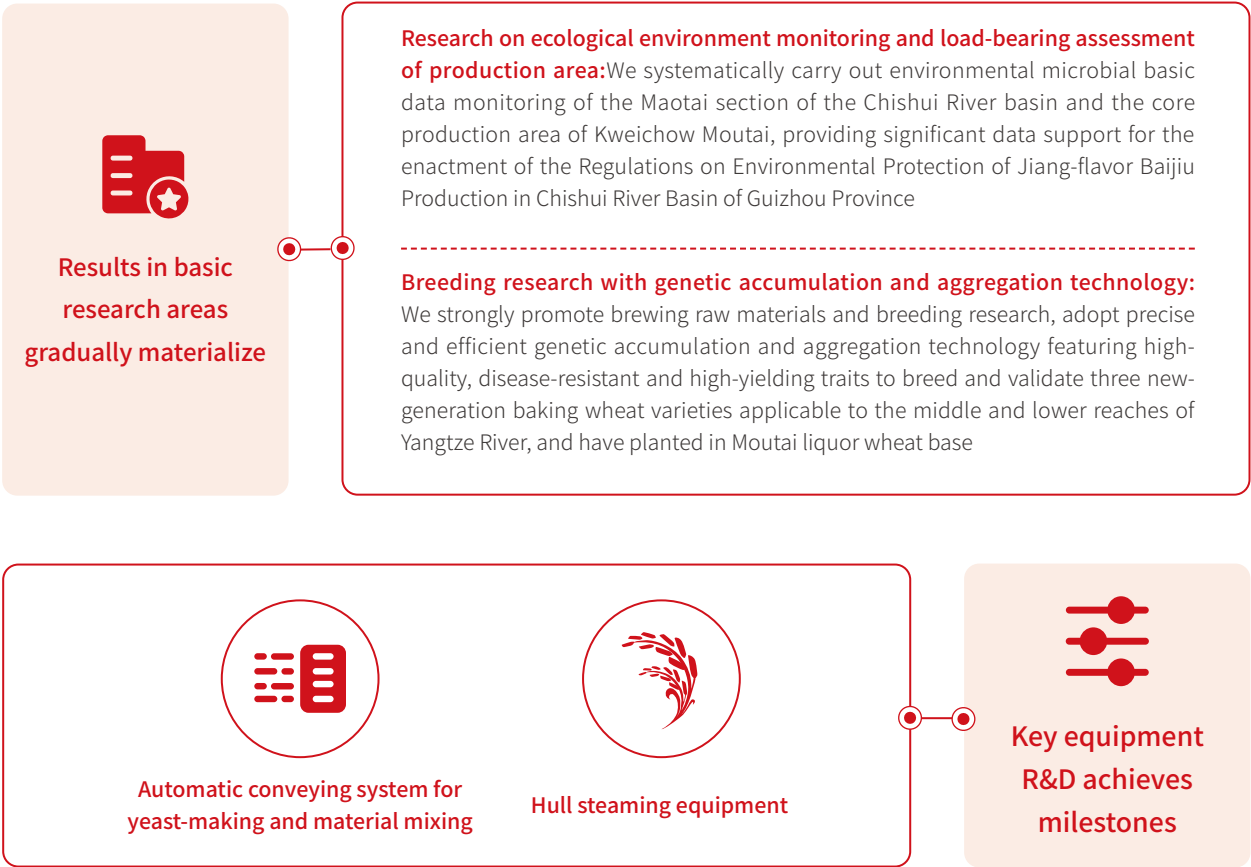 Results in basic
research areas
gradually materialize
Research on ecological environment monitoring and load-bearing assessment
of production area:We systematically carry out environmental microbial basic
data monitoring of the Maotai section of the Chishui River basin and the core
production area of Kweichow Moutai, providing significant data support for the
enactment of the Regulations on Environmental Protection of Jiang-flavor Baijiu
Production in Chishui River Basin of Guizhou Province
Breeding research with genetic accumulation and aggregation technology:
We strongly promote brewing raw materials and breeding research, adopt precise
and efficient genetic accumulation and aggregation technology featuring high-
quality, disease-resistant and high-yielding traits to breed and validate three new-
generation baking wheat varieties applicable to the middle and lower reaches of
Yangtze River, and have planted in Moutai liquor wheat base
Automatic conveying system for
yeast-making and material mixing
Hull steaming equipment
Key equipment
R&D achieves
milestones